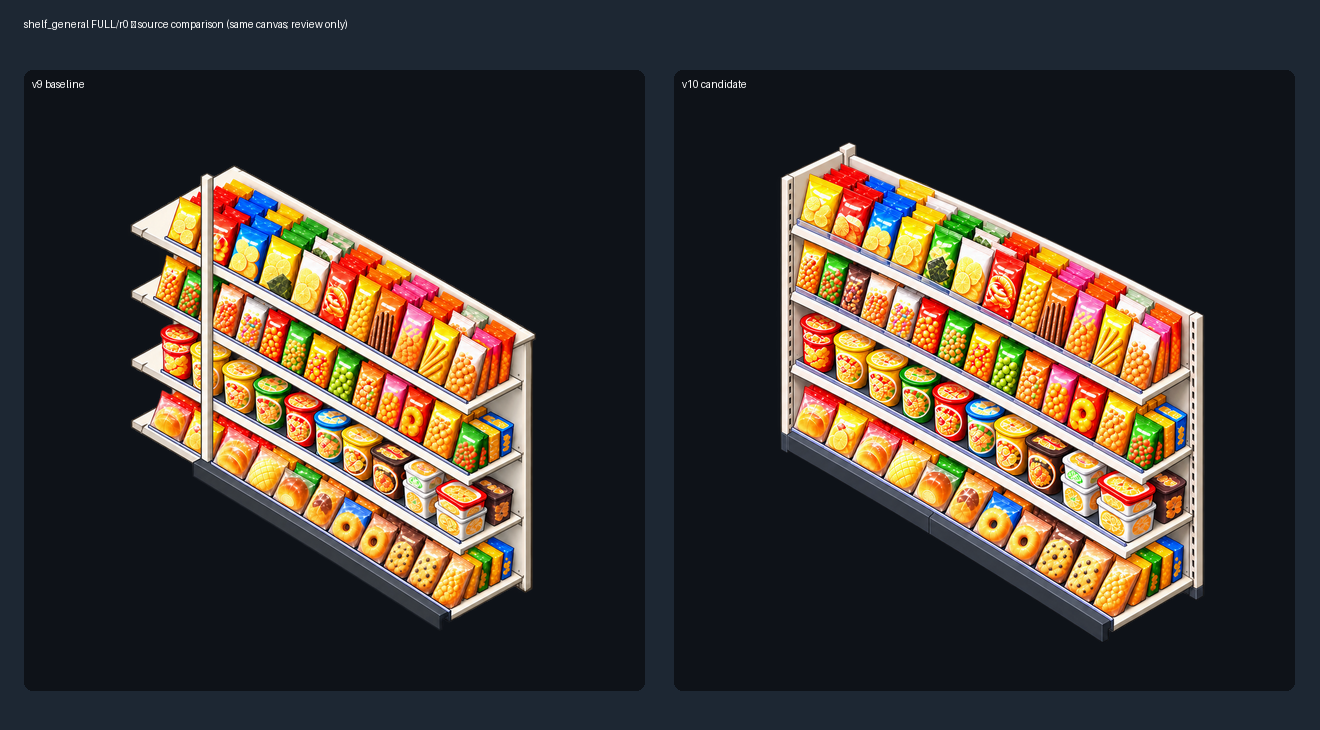 shelf_general FULL/r0 □ source comparison (same canvas; review only)
v9 baseline
v10 candidate